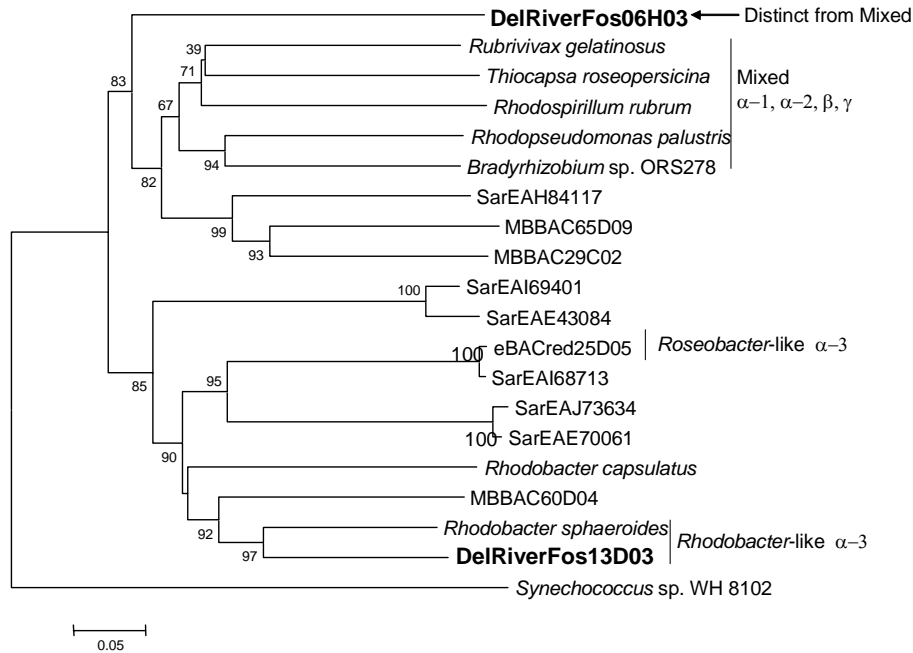 DelRiverFos06H03
Distinct from Mixed
Rubrivivax gelatinosus
39
Thiocapsa roseopersicina
71
83
Mixed
α−1, α−2, β, γ
Rhodospirillum rubrum
67
Rhodopseudomonas palustris
94
Bradyrhizobium sp. ORS278
82
SarEAH84117
99
MBBAC65D09
93
MBBAC29C02
SarEAI69401
100
SarEAE43084
eBACred25D05
Roseobacter-like α−3
100
SarEAI68713
85
95
SarEAJ73634
100
SarEAE70061
90
Rhodobacter capsulatus
MBBAC60D04
92
Rhodobacter sphaeroides
Rhodobacter-like α−3
97
DelRiverFos13D03
Synechococcus sp. WH 8102
0.05